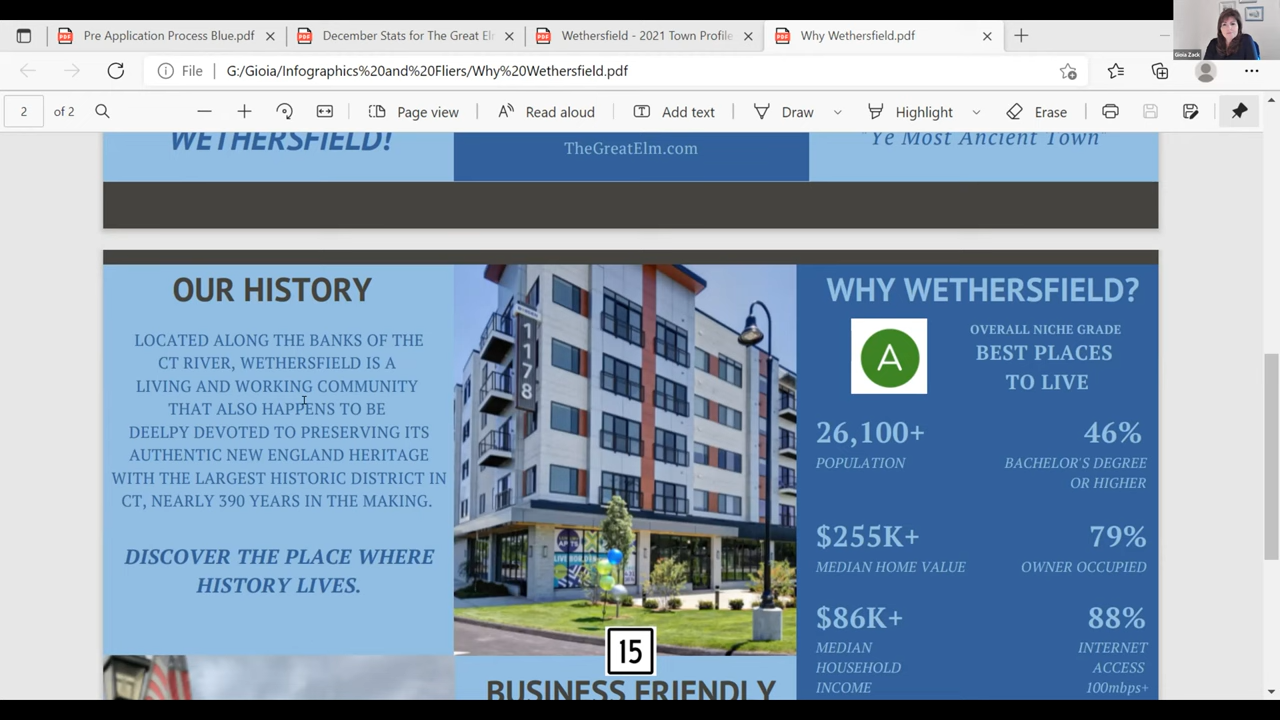 Pre Application Process Blue.pdf
December Stats for The Great El
Wethersfield - 2021 Town Profile
Why Wethersfield.pdf
Gioia Zack
File
G:/Gioia/Infographics%20and%20Fliers/Why%20Wethersfield.pdf
2
of 2
Page view
Read aloud
Add text
Draw
Highlight
Erase
WETHERSFIELD!
TheGreatElm.com
"Ye Most Ancient Town"
OUR HISTORY
LOCATED ALONG THE BANKS OF THE
CT RIVER, WETHERSFIELD IS A
LIVING AND WORKING COMMUNITY
THAT ALSO HAPPENS TO BE
DEELPY DEVOTED TO PRESERVING ITS
AUTHENTIC NEW ENGLAND HERITAGE
WITH THE LARGEST HISTORIC DISTRICT IN
CT, NEARLY 390 YEARS IN THE MAKING.
DISCOVER THE PLACE WHERE
HISTORY LIVES.
1178
15
BUSINESS FRIENDLY
WHY WETHERSFIELD?
A
OVERALL NICHE GRADE
BEST PLACES
TO LIVE
26,100+
POPULATION
46%
BACHELOR'S DEGREE
OR HIGHER
$255K+
MEDIAN HOME VALUE
79%
OWNER OCCUPIED
$86K+
MEDIAN
HOUSEHOLD
INCOME
88%
INTERNET
ACCESS
100mbps+